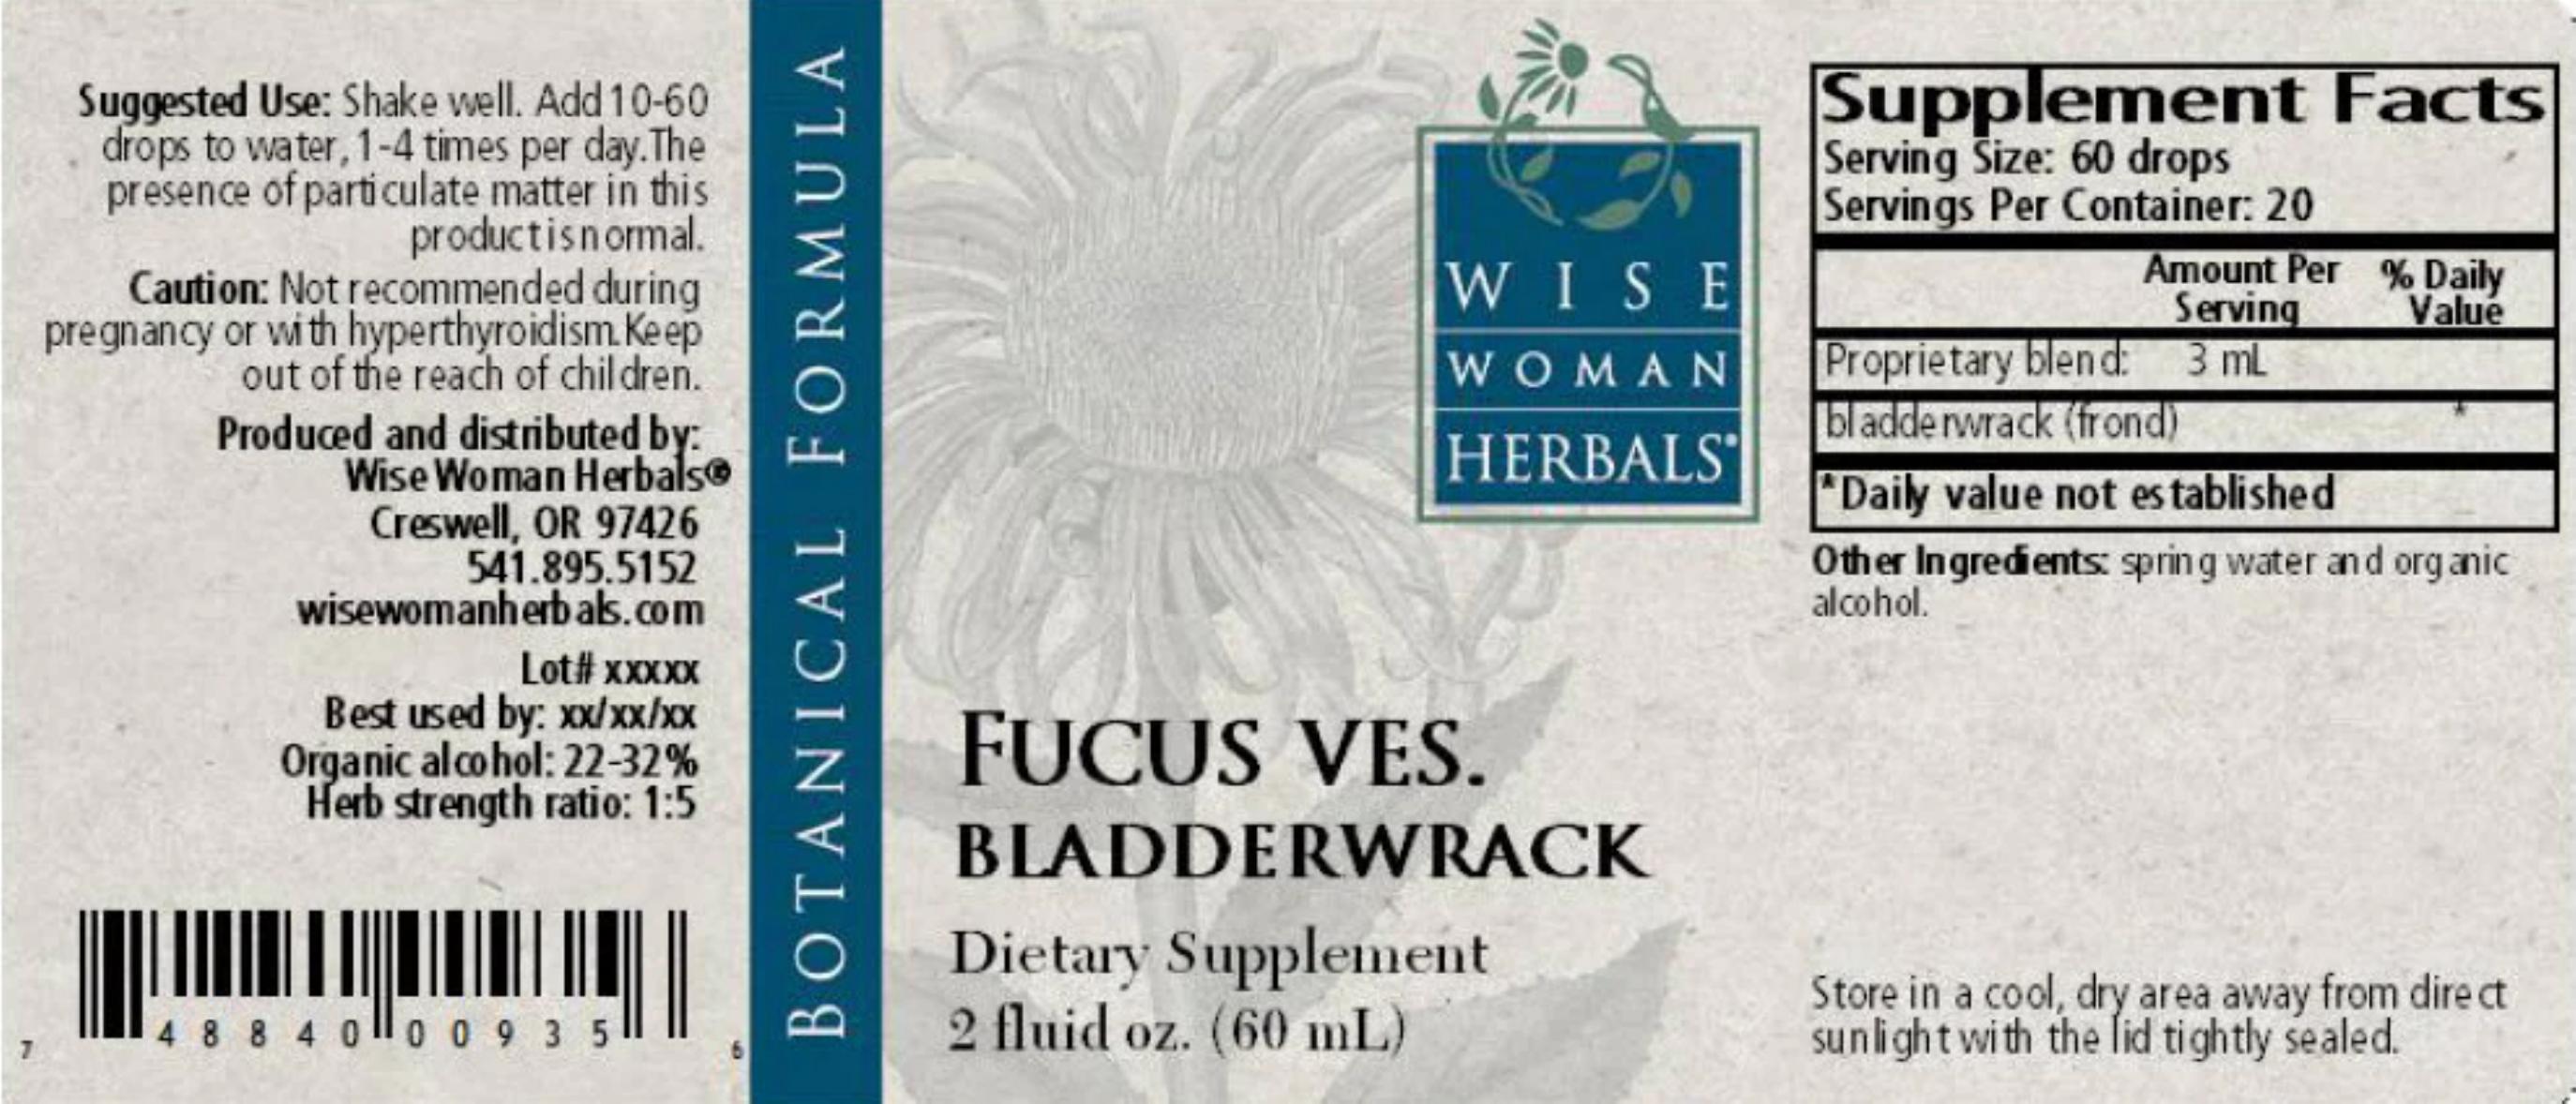 Suggested Use: Shake well. Add 10-60
drops to water, 1-4 times per day.The
presence of particulate matter in this
product is normal.
Caution: Not recommended during
pregnancy or with hyperthyroidism. Keep
out of the reach of children.
Produced and distributed by:
Wise Woman Herbals®
Creswell, OR 97426
541.895.5152
wisewomanherbals.com
Lot# xxxxx
Best used by: xx/xx/xx
Organic alcohol: 22-32%
Herb strength ratio: 1:5
7 48840 00935 6
BOTANICAL FORMULA
WISE
WOMAN
HERBALS®
FUCUS VES.
BLADDERWRACK
Dietary Supplement
2 fluid oz. (60 mL)
Supplement Facts
Serving Size: 60 drops
Servings Per Container: 20
Amount Per Serving % Daily Value
Proprietary blend: 3 mL
bladderwrack (frond) *
*Daily value not established
Other Ingredients: spring water and organic
alcohol.
Store in a cool, dry area away from direct
sunlight with the lid tightly sealed.